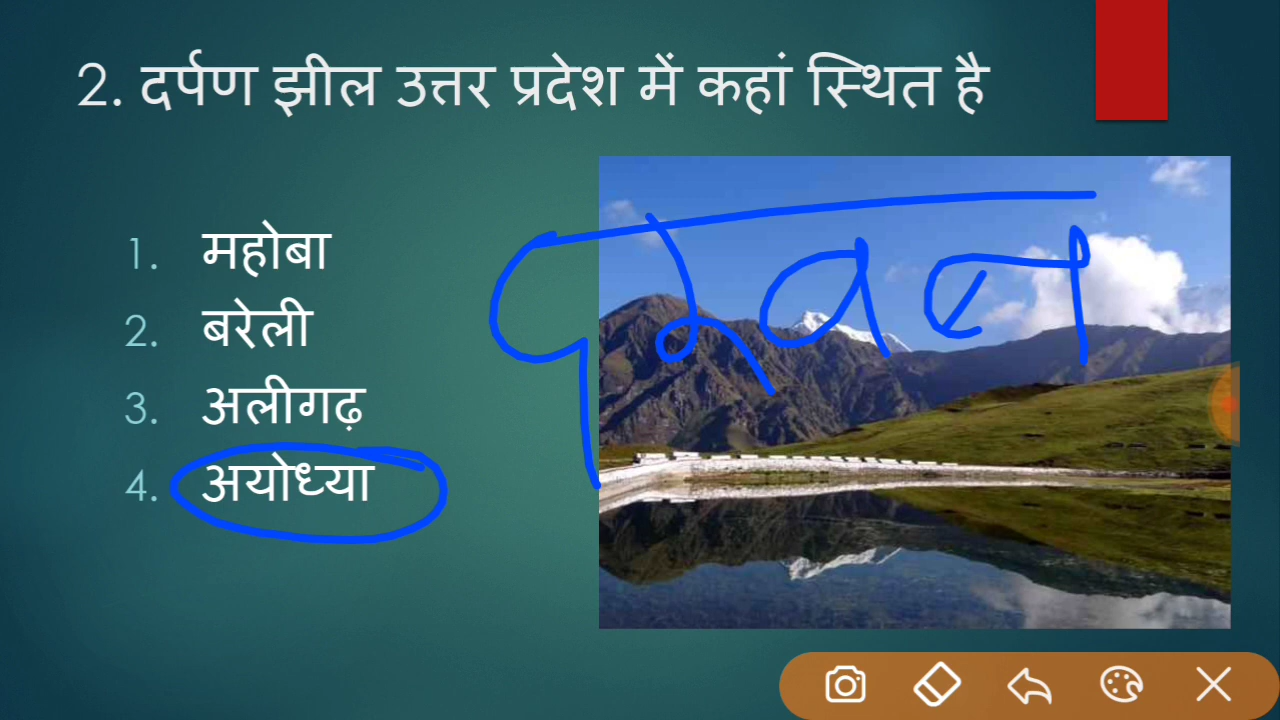 2. दर्पण झील उत्तर प्रदेश में कहां स्थित है
1. महोबा
2. बरेली
3. अलीगढ़
4. अयोध्या